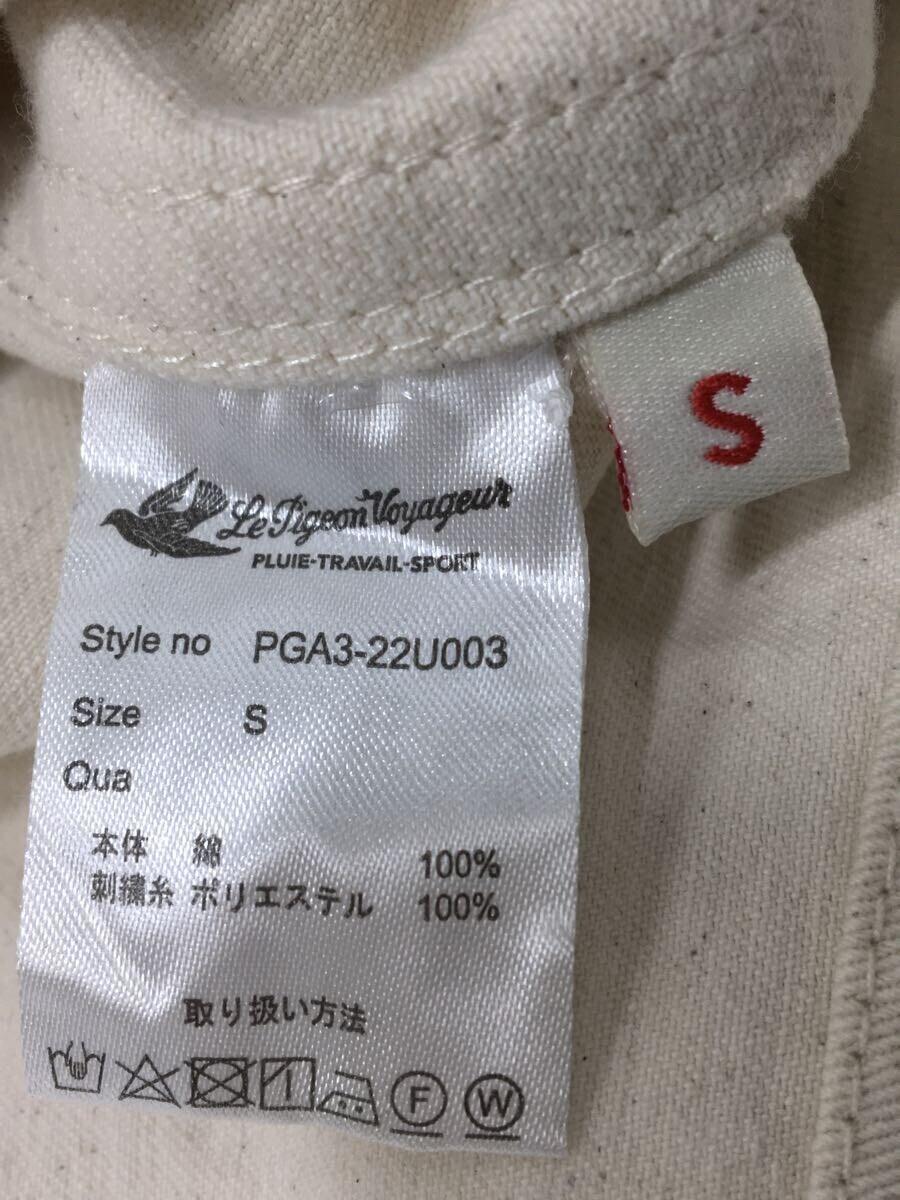 S
Le Pigeon Voyageur
PLUIE-TRAVAIL-SPORT
Style no PGA3-22U003
Size S
Qua
本体 綿 100%
刺繍糸 ポリエステル 100%
取り扱い方法
F W